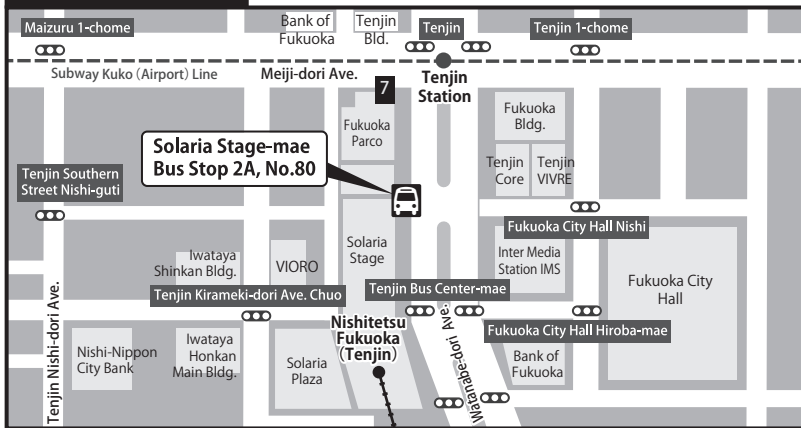 Maizuru 1-chome
Bank of
Fukuoka
Tenjin
Bld.
Tenjin
Tenjin 1-chome
Subway Kuko (Airport) Line
Meiji-dori Ave.
Tenjin
Station
7
Fukuoka
Parco
Fukuoka
Bldg.
Solaria Stage-mae
Bus Stop 2A, No.80
Tenjin Southern
Street Nishi-guti
Tenjin
Core
Tenjin
VIVRE
Fukuoka City Hall Nishi
Iwataya
Shinkan Bldg.
VIORO
Solaria
Stage
Inter Media
Station IMS
Fukuoka City
Hall
Tenjin Kirameki-dori Ave. Chuo
Tenjin Bus Center-mae
Tenjin Nishi-dori Ave.
Nishitetsu
Fukuoka
(Tenjin)
Watanabe-dori Ave.
Fukuoka City Hall Hiroba-mae
Nishi-Nippon
City Bank
Iwataya
Honkan
Main Bldg.
Solaria
Plaza
Bank of
Fukuoka